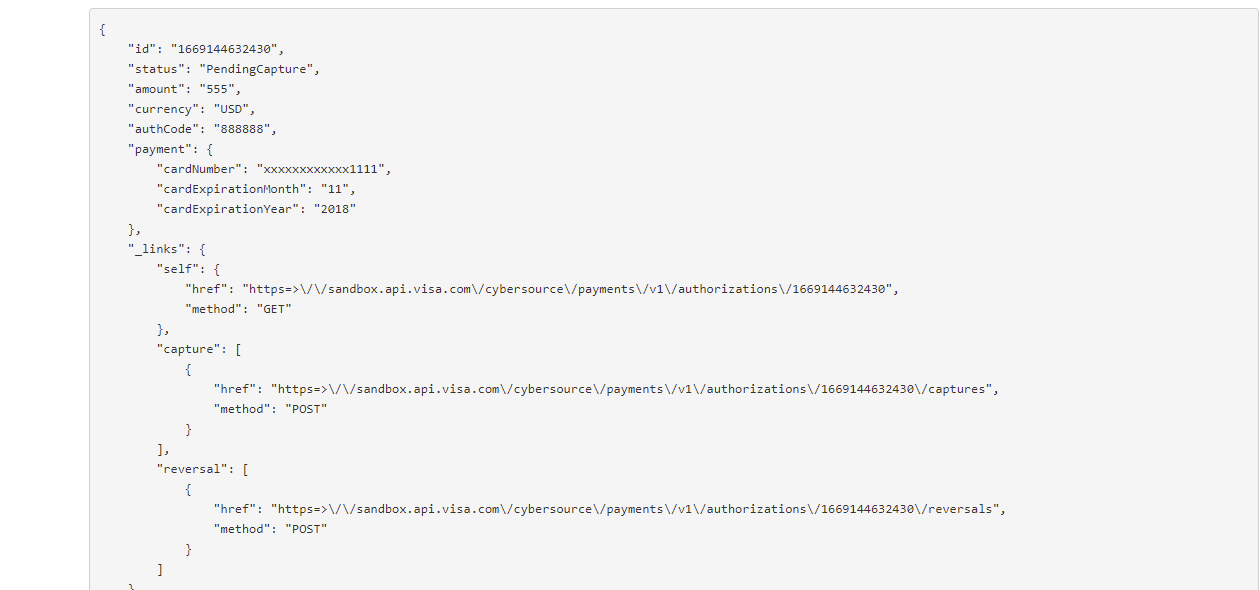 {
    "id": "1669144632430",
    "status": "PendingCapture",
    "amount": "555",
    "currency": "USD",
    "authCode": "888888",
    "payment": {
        "cardNumber": "xxxxxxxxxxxx1111",
        "cardExpirationMonth": "11",
        "cardExpirationYear": "2018"
    },
    "_links": {
        "self": {
            "href": "https=>\/\/sandbox.api.visa.com\/cybersource\/payments\/v1\/authorizations\/1669144632430",
            "method": "GET"
        },
        "capture": [
            {
                "href": "https=>\/\/sandbox.api.visa.com\/cybersource\/payments\/v1\/authorizations\/1669144632430\/captures",
                "method": "POST"
            }
        ],
        "reversal": [
            {
                "href": "https=>\/\/sandbox.api.visa.com\/cybersource\/payments\/v1\/authorizations\/1669144632430\/reversals",
                "method": "POST"
            }
        ]
    }